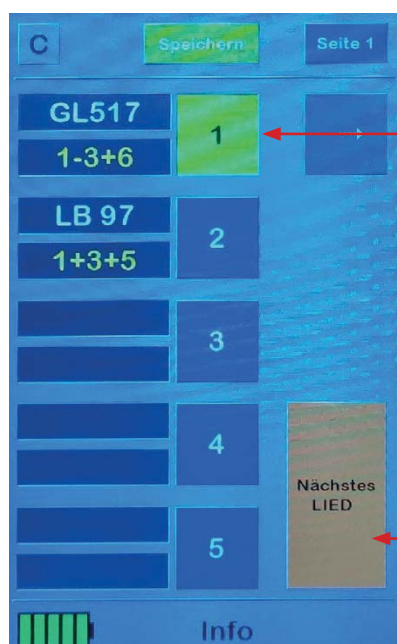 C Speichern Seite 1
GL517
1-3+6
1
LB 97
1+3+5
2
3
4
5
Nächstes
LIED
Info